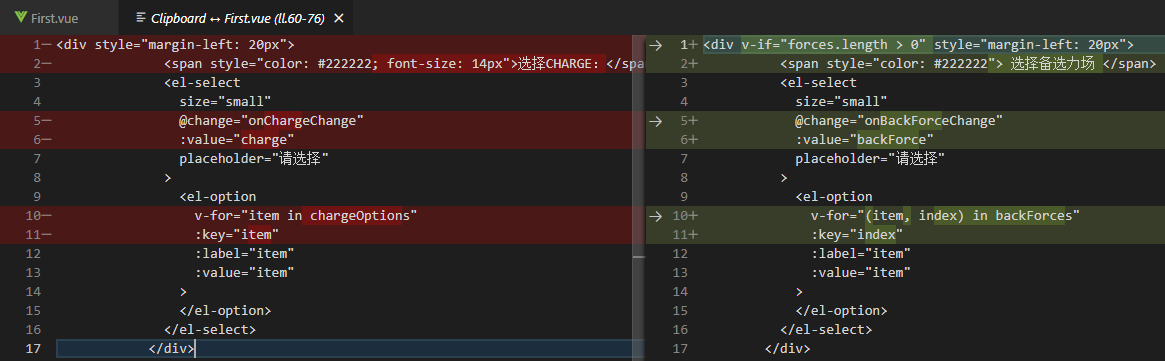 First.vue
Clipboard ↔ First.vue (ll.60-76) ×
1− <div style="margin-left: 20px">
2− <span style="color: #222222; font-size: 14px">选择CHARGE: </spa
3 <el-select
4 size="small"
5− @change="onChargeChange"
6− :value="charge"
7 placeholder="请选择"
8 >
9 <el-option
10− v-for="item in chargeOptions"
11− :key="item"
12 :label="item"
13 :value="item"
14 >
15 </el-option>
16 </el-select>
17 </div>
→ 1+ <div v-if="forces.length > 0" style="margin-left: 20px">
2+ <span style="color: #222222"> 选择备选力场 </span>
3 <el-select
4 size="small"
→ 5+ @change="onBackForceChange"
6+ :value="backForce"
7 placeholder="请选择"
8 >
9 <el-option
→ 10+ v-for="(item, index) in backForces"
11+ :key="index"
12 :label="item"
13 :value="item"
14 >
15 </el-option>
16 </el-select>
17 </div>